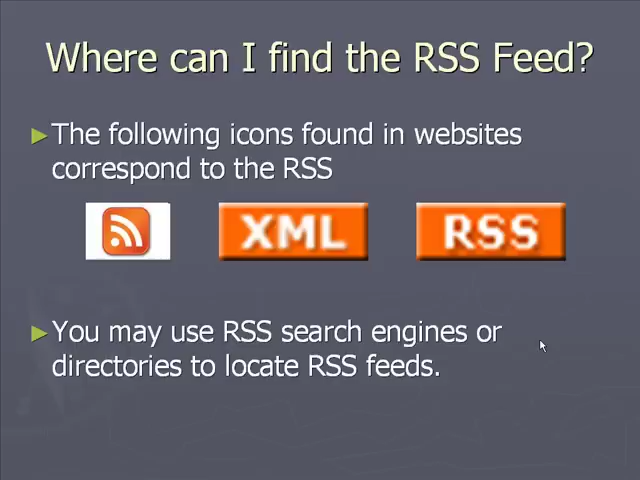 Where can I find the RSS Feed?
►The following icons found in websites
correspond to the RSS
XML RSS
►You may use RSS search engines or
directories to locate RSS feeds.